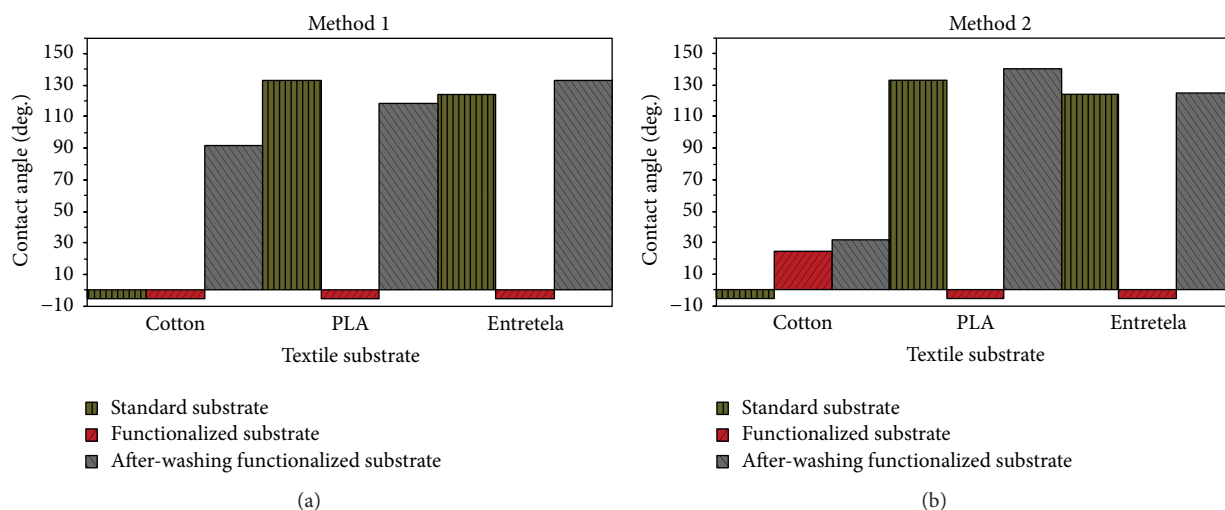 Method 1
Contact angle (deg.)
150
130
110
90
70
50
30
10
−10
Cotton PLA Entretela
Textile substrate
Standard substrate
Functionalized substrate
After-washing functionalized substrate
(a)
Method 2
Contact angle (deg.)
150
130
110
90
70
50
30
10
−10
Cotton PLA Entretela
Textile substrate
Standard substrate
Functionalized substrate
After-washing functionalized substrate
(b)